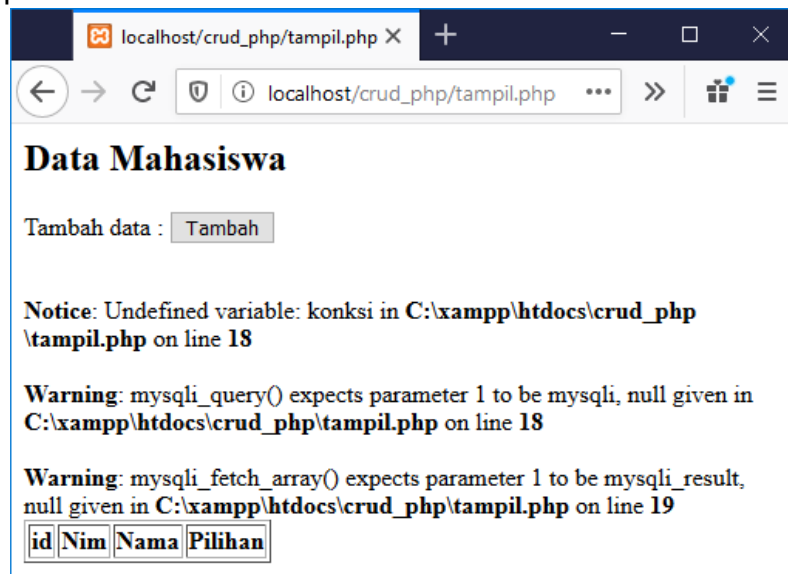 localhost/crud_php/tampil.php
localhost/crud_php/tampil.php
Data Mahasiswa
Tambah data : Tambah
Notice: Undefined variable: konksi in C:\xampp\htdocs\crud_php
\tampil.php on line 18
Warning: mysqli_query() expects parameter 1 to be mysqli, null given in
C:\xampp\htdocs\crud_php\tampil.php on line 18
Warning: mysqli_fetch_array() expects parameter 1 to be mysqli_result,
null given in C:\xampp\htdocs\crud_php\tampil.php on line 19
id Nim Nama Pilihan